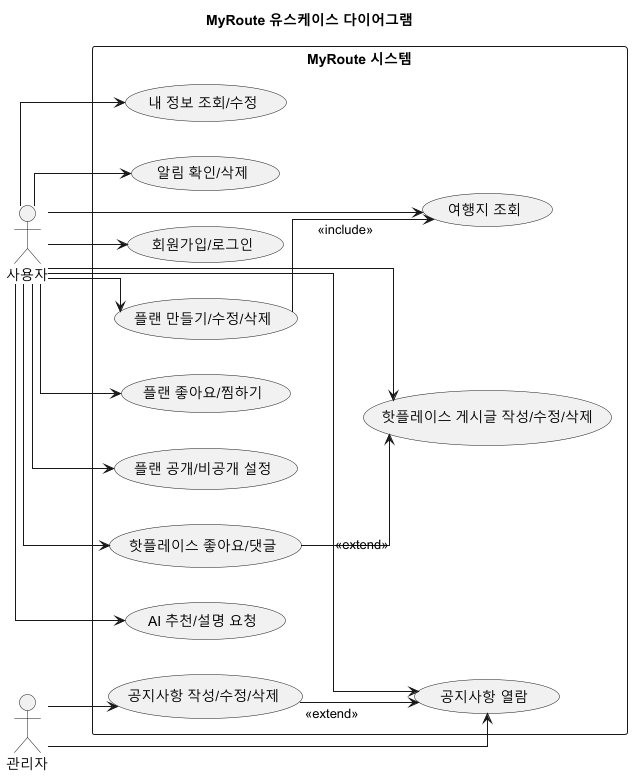 MyRoute 유스케이스 다이어그램
MyRoute 시스템
내 정보 조회/수정
알림 확인/삭제
여행지 조회
«include»
회원가입/로그인
사용자
플랜 만들기/수정/삭제
플랜 좋아요/찜하기
핫플레이스 게시글 작성/수정/삭제
플랜 공개/비공개 설정
핫플레이스 좋아요/댓글
«extend»
AI 추천/설명 요청
공지사항 작성/수정/삭제
공지사항 열람
«extend»
관리자